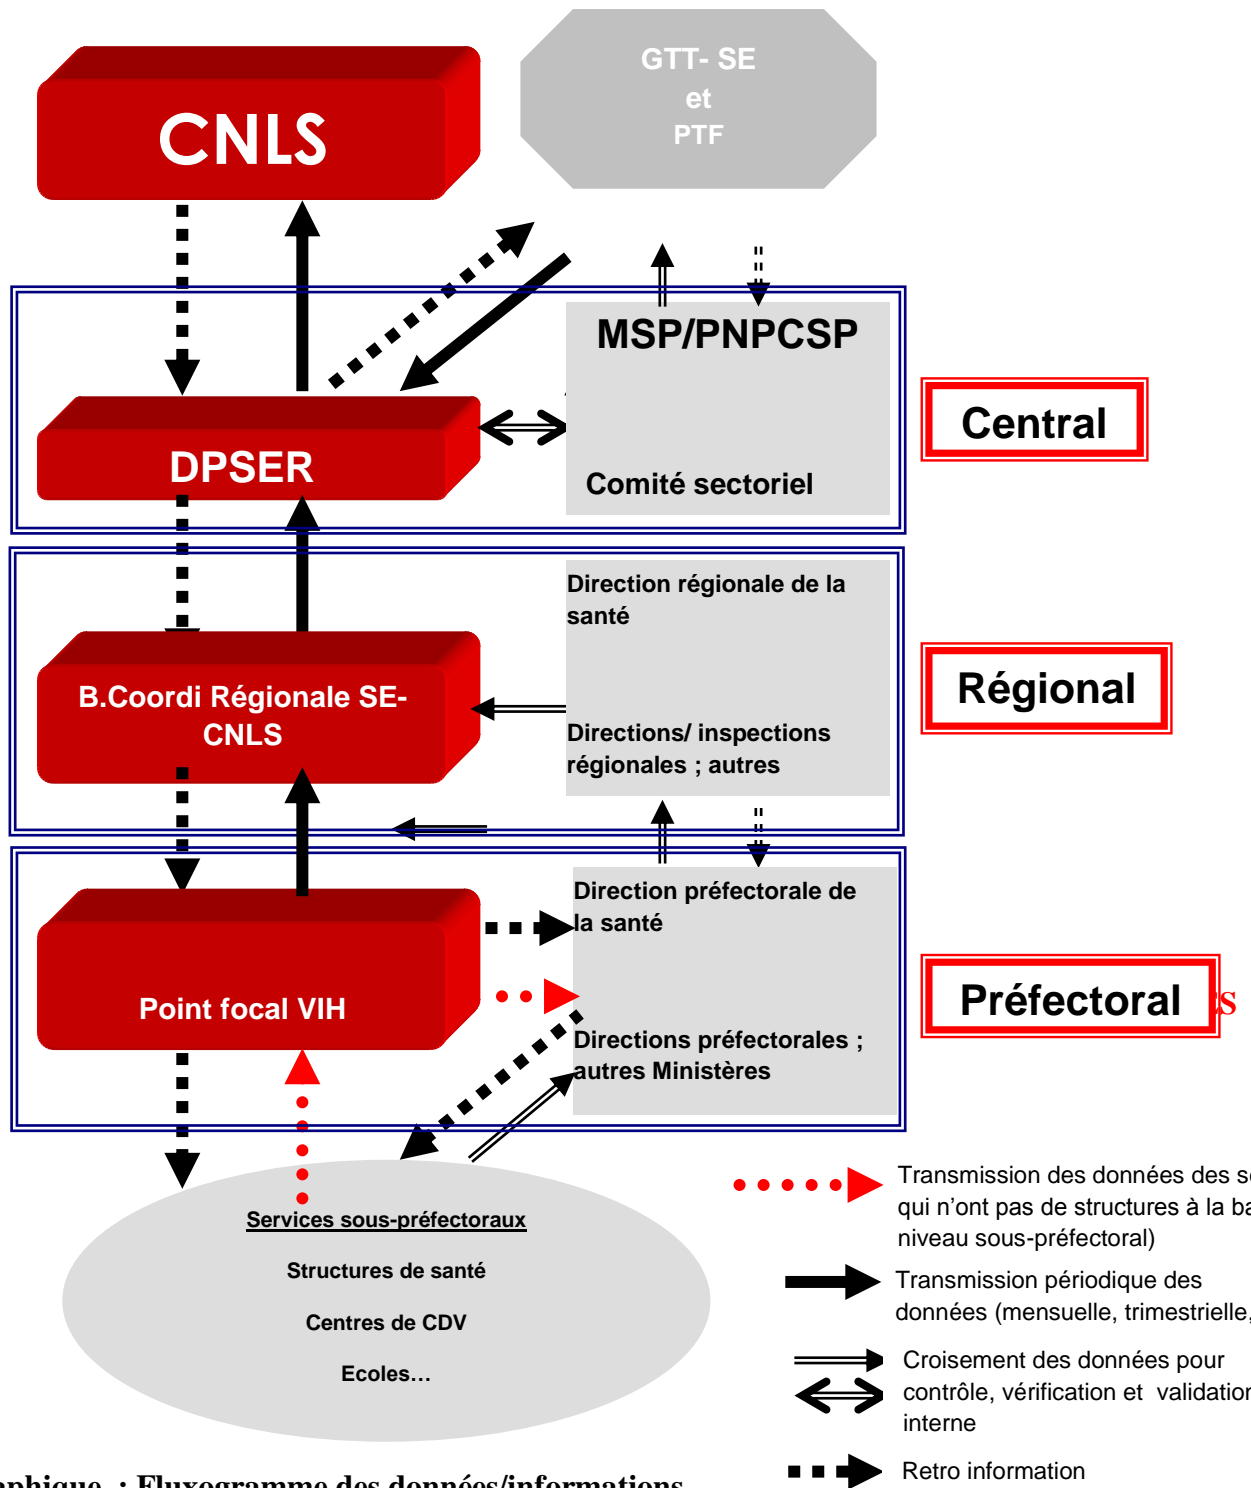 CNLS
GTT- SE
et
PTF
MSP/PNPCSP
Comité sectoriel
DPSER
Central
Direction régionale de la
santé
Directions/ inspections
régionales ; autres
B.Coordi Régionale SE-
CNLS
Régional
Direction préfectorale de
la santé
Directions préfectorales ;
autres Ministères
Point focal VIH
Préfectoral
Services sous-préfectoraux
Structures de santé
Centres de CDV
Ecoles…
Transmission des données des
qui n'ont pas de structures à la
niveau sous-préfectoral)
Transmission périodique des
données (mensuelle, trimestrielle,
Croisement des données pour
contrôle, vérification et validation
interne
Retro information
: Fluxogramme des données/informations